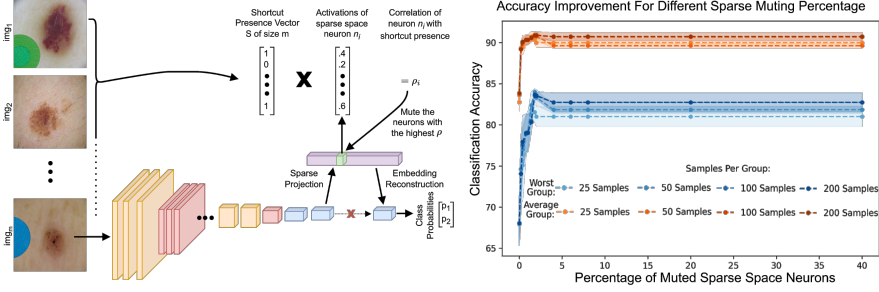 img1
img2
imgm
Shortcut
Presence Vector
S of size m
1
0
1
X
Activations of
sparse space
neuron ni
.4
.2
.6
Correlation of
neuron ni with
shortcut presence
= ρi
Mute the
neurons with
the highest ρ
Sparse
Projection
Embedding
Reconstruction
X
Class
Probabilities
p1
p2
Accuracy Improvement For Different Sparse Muting Percentage
Classification Accuracy
90
85
80
75
70
65
Samples Per Group:
Worst
Group:
25 Samples
50 Samples
100 Samples
200 Samples
Average
Group:
25 Samples
50 Samples
100 Samples
200 Samples
0
5
10
15
20
25
30
35
40
Percentage of Muted Sparse Space Neurons